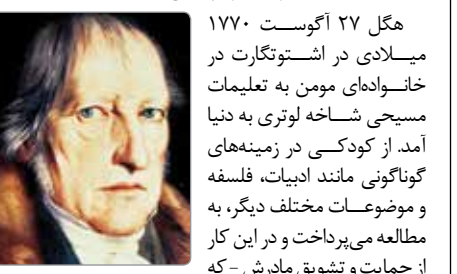 هگل ۲۷ آگوست ۱۷۷۰
میلادی در اشتوتگارت در
خانواده‌ای مومن به تعلیمات
مسیحی شاخه لوتری به دنیا
آمد. از کودکی در زمینه‌های
گوناگونی مانند ادبیات، فلسفه
و موضوعات مختلف دیگر، به
مطالعه می‌پرداخت و در این کار
از حمایت و تشویق مادرش - که